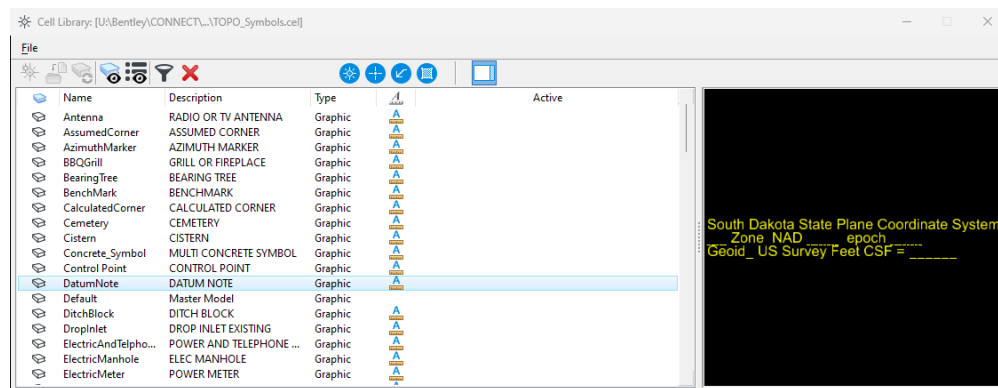 Cell Library: [U:\Bentley\CONNECT\...\TOPO_Symbols.cel]
File
Name Description Type Active
Antenna RADIO OR TV ANTENNA Graphic
AssumedCorner ASSUMED CORNER Graphic
AzimuthMarker AZIMUTH MARKER Graphic
BBQGrill GRILL OR FIREPLACE Graphic
BearingTree BEARING TREE Graphic
BenchMark BENCHMARK Graphic
CalculatedCorner CALCULATED CORNER Graphic
Cemetery CEMETERY Graphic
Cistern CISTERN Graphic
Concrete_Symbol MULTI CONCRETE SYMBOL Graphic
Control Point CONTROL POINT Graphic
DatumNote DATUM NOTE Graphic
Default Master Model Graphic
DitchBlock DITCH BLOCK Graphic
DropInlet DROP INLET EXISTING Graphic
ElectricAndTelpho... POWER AND TELEPHONE ... Graphic
ElectricManhole ELEC MANHOLE Graphic
ElectricMeter POWER METER Graphic
South Dakota State Plane Coordinate System
___ Zone NAD ______ epoch ______
Geoid_ US Survey Feet CSF = ______